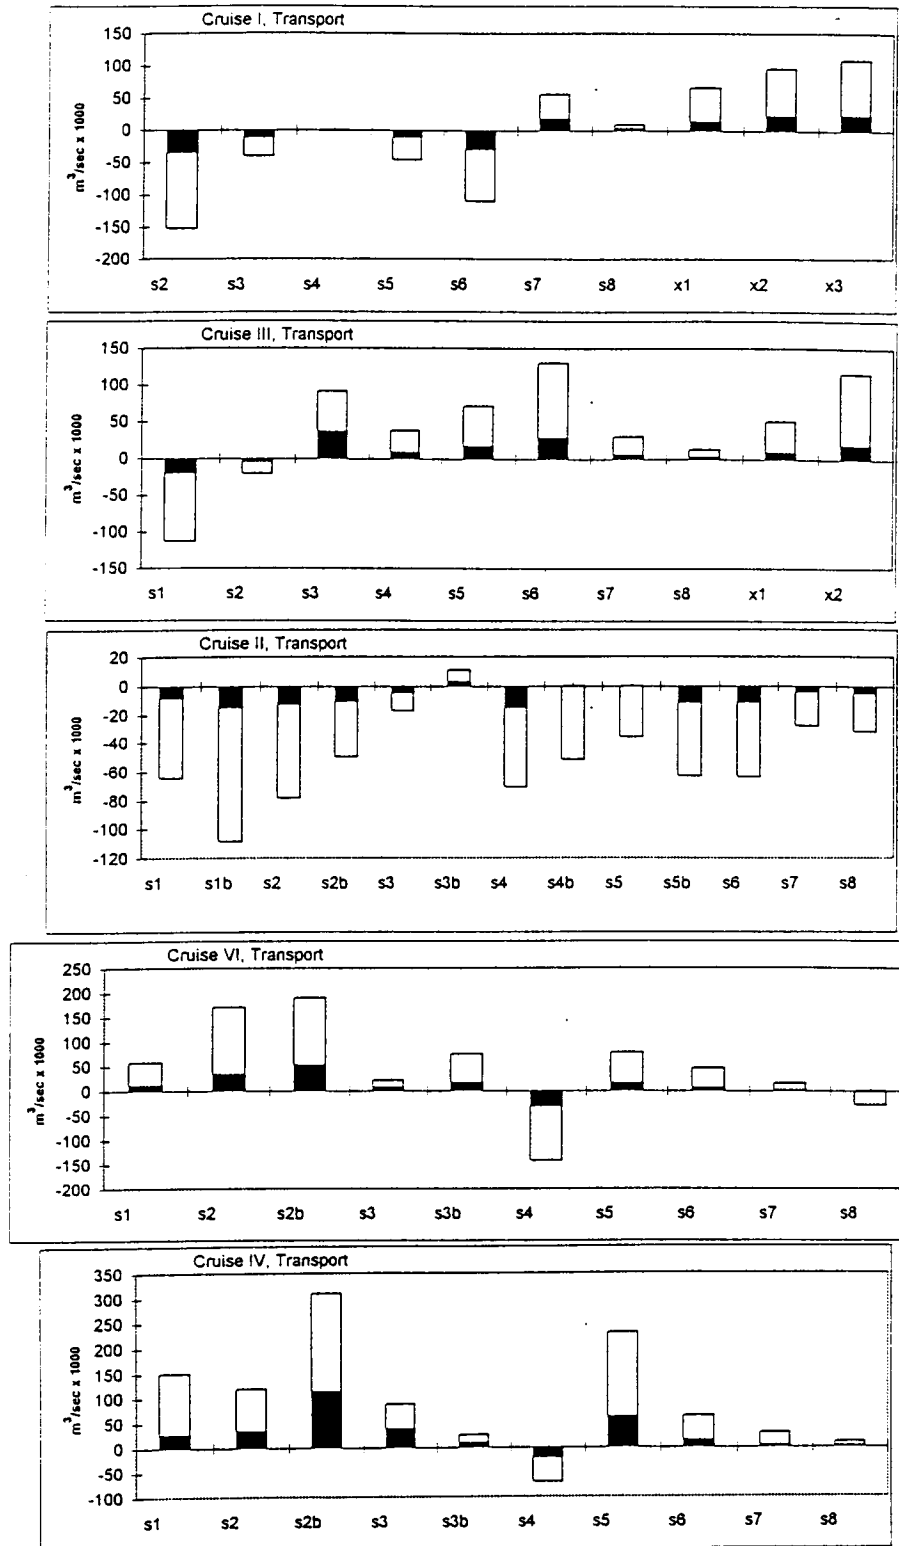 Cruise I, Transport
150
100
50
0
-50
-100
-150
-200
m³/sec x 1000
s2 s3 s4 s5 s6 s7 s8 x1 x2 x3
Cruise III, Transport
150
100
50
0
-50
-100
-150
m³/sec x 1000
s1 s2 s3 s4 s5 s6 s7 s8 x1 x2
Cruise II, Transport
20
0
-20
-40
-60
-80
-100
-120
m³/sec x 1000
s1 s1b s2 s2b s3 s3b s4 s4b s5 s5b s6 s7 s8
Cruise VI, Transport
250
200
150
100
50
0
-50
-100
-150
-200
m³/sec x 1000
s1 s2 s2b s3 s3b s4 s5 s6 s7 s8
Cruise IV, Transport
350
300
250
200
150
100
50
0
-50
-100
m³/sec x 1000
s1 s2 s2b s3 s3b s4 s5 s6 s7 s8